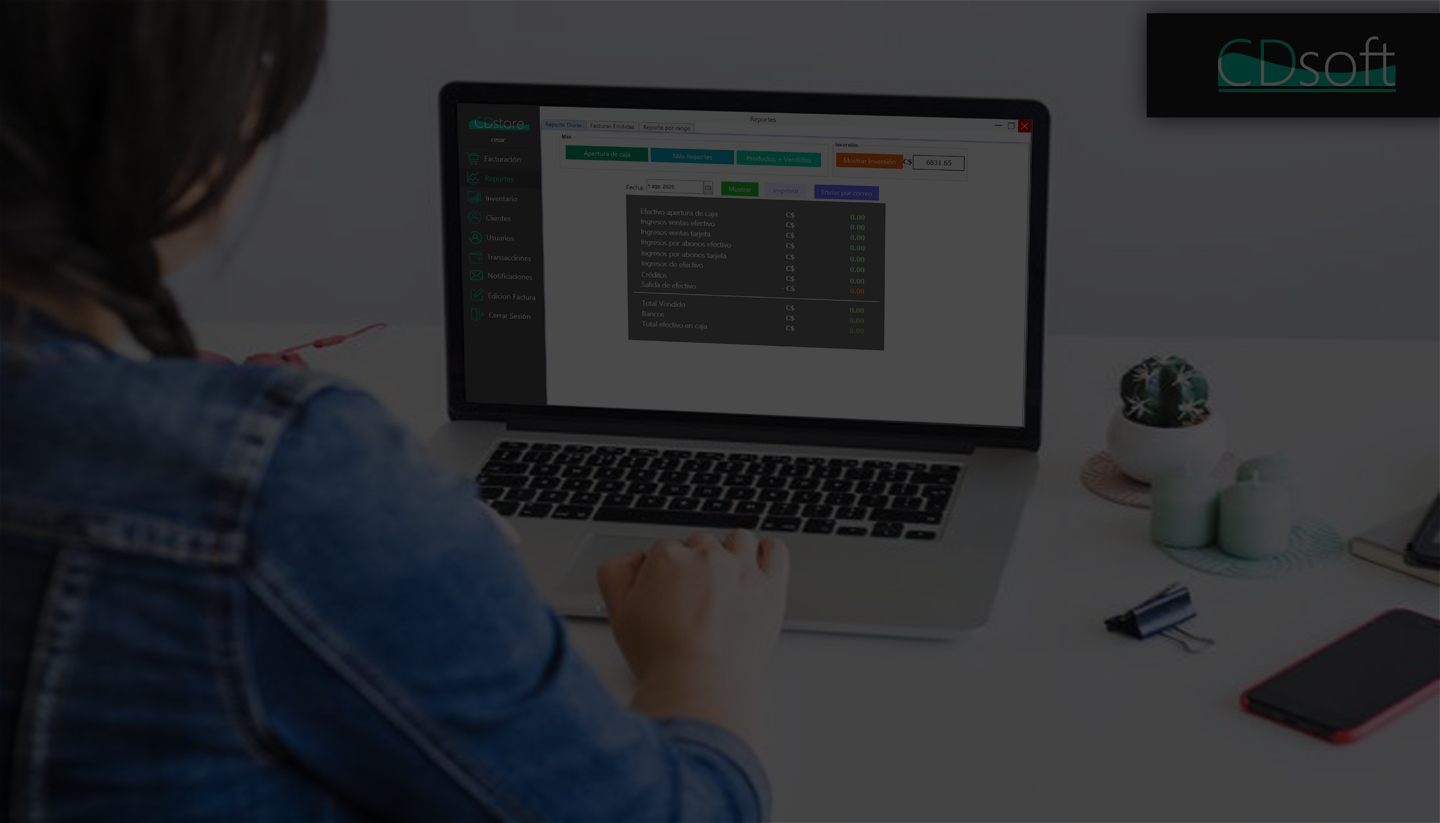 CDsoft
CDstore
cesar
Facturación
Reportes
Inventario
Clientes
Usuarios
Transacciones
Notificaciones
Edicion Factura
Cerrar Sesión
Reportes
Reporte Diario Facturas Emitidas Reporte por rango
Mas
Apertura de caja Más Reportes Productos + Vendidos
Inversión
Mostrar Inversión C$ 6831.65
Fecha: Mostrar Imprimir Enviar por correo
Efectivo apertura de caja C$ 0.00
Ingresos ventas efectivo C$ 0.00
Ingresos ventas tarjeta C$ 0.00
Ingresos por abonos efectivo C$ 0.00
Ingresos por abonos tarjeta C$ 0.00
Ingresos de efectivo C$ 0.00
Créditos C$ 0.00
Salida de efectivo - C$ 0.00
Total Vendido C$ 0.00
Bancos C$ 0.00
Total efectivo en caja C$ 0.00